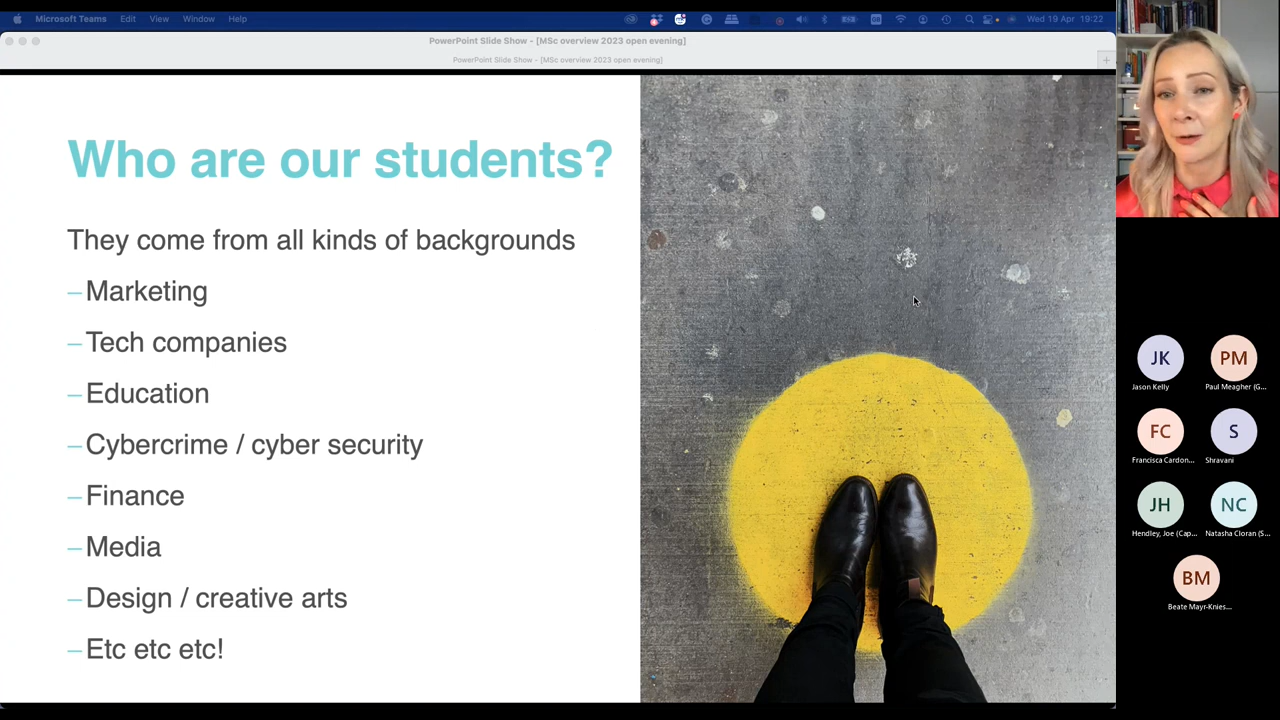 Microsoft Teams Edit View Window Help
Wed 19 Apr 19:22
PowerPoint Slide Show - [MSc overview 2023 open evening]
PowerPoint Slide Show - [MSc overview 2023 open evening]
Who are our students?
They come from all kinds of backgrounds
– Marketing
– Tech companies
– Education
– Cybercrime / cyber security
– Finance
– Media
– Design / creative arts
– Etc etc etc!
JK
PM
Jason Kelly
Paul Meagher (G...
FC
S
Francisca Cardon...
Shravani
JH
NC
Hendley, Joe (Cap...
Natasha Cloran (S...
BM
Beate Mayr-Knies...